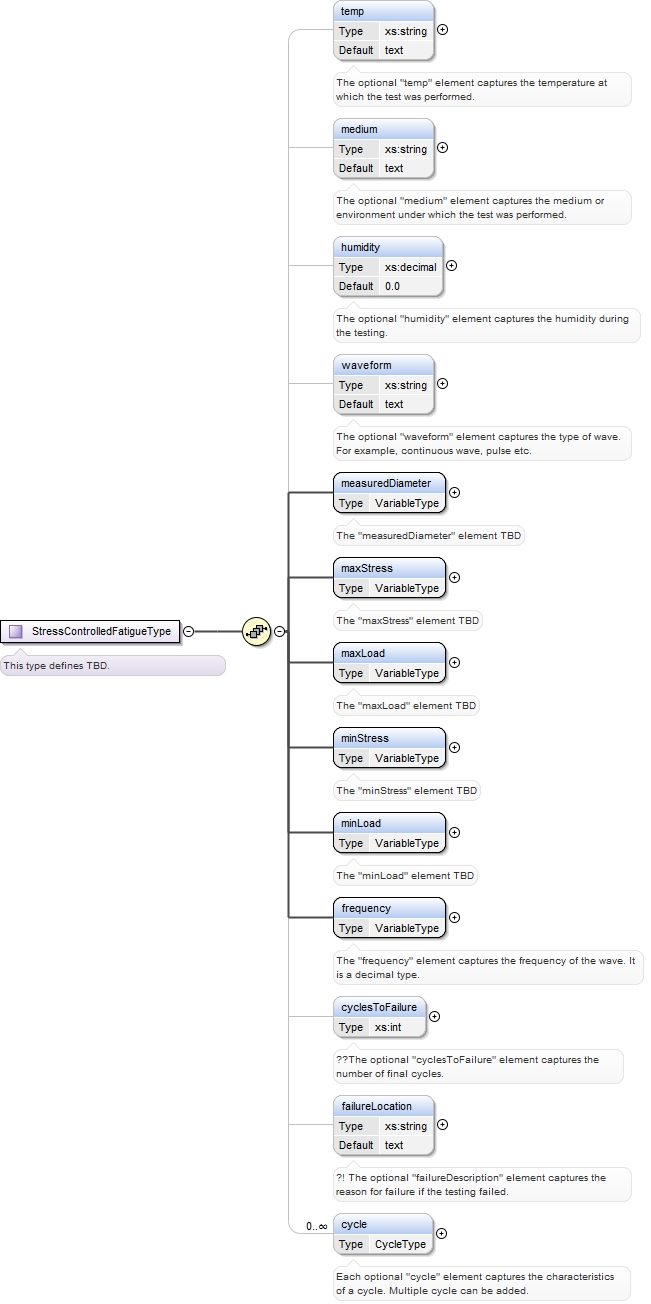 temp
Type xs:string
Default text
The optional "temp" element captures the temperature at
which the test was performed.
medium
Type xs:string
Default text
The optional "medium" element captures the medium or
environment under which the test was performed.
humidity
Type xs:decimal
Default 0.0
The optional "humidity" element captures the humidity during
the testing.
waveform
Type xs:string
Default text
The optional "waveform" element captures the type of wave.
For example, continuous wave, pulse etc.
measuredDiameter
Type VariableType
The "measuredDiameter" element TBD
maxStress
Type VariableType
The "maxStress" element TBD
StressControlledFatigueType
This type defines TBD.
maxLoad
Type VariableType
The "maxLoad" element TBD
minStress
Type VariableType
The "minStress" element TBD
minLoad
Type VariableType
The "minLoad" element TBD
frequency
Type VariableType
The "frequency" element captures the frequency of the wave. It
is a decimal type.
cyclesToFailure
Type xs:int
??The optional "cyclesToFailure" element captures the
number of final cycles.
failureLocation
Type xs:string
Default text
?! The optional "failureDescription" element captures the
reason for failure if the testing failed.
0..∞ cycle
Type CycleType
Each optional "cycle" element captures the characteristics
of a cycle. Multiple cycle can be added.